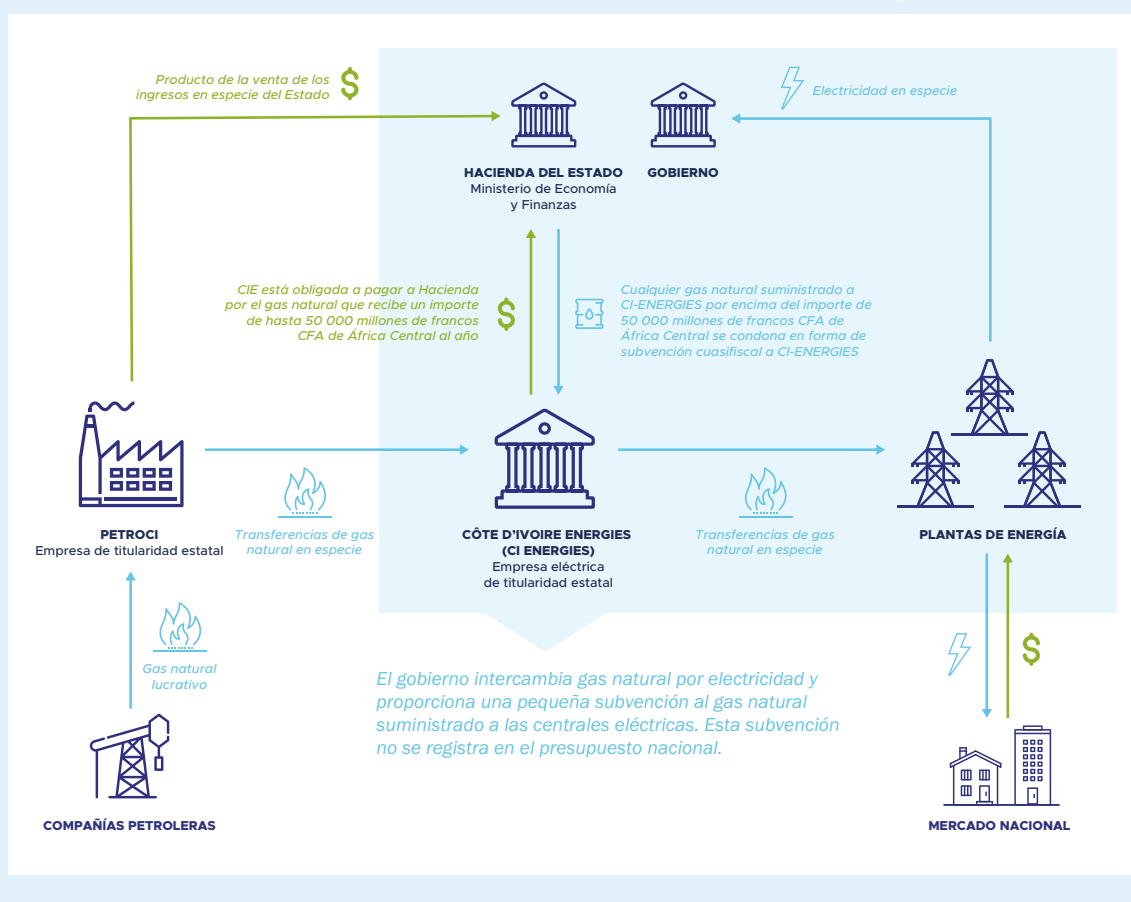 Producto de la venta de los
ingresos en especie del Estado
Electricidad en especie
HACIENDA DEL ESTADO
Ministerio de Economía
y Finanzas
GOBIERNO
CIE está obligada a pagar a Hacienda
por el gas natural que recibe un importe
de hasta 50 000 millones de francos
CFA de África Central al año
Cualquier gas natural suministrado a
CI-ENERGIES por encima del importe de
50 000 millones de francos CFA de
África Central se condona en forma de
subvención cuasifiscal a CI-ENERGIES
PETROCI
Empresa de titularidad estatal
Transferencias de gas
natural en especie
CÔTE D'IVOIRE ENERGIES
(CI ENERGIES)
Empresa eléctrica
de titularidad estatal
Transferencias de gas
natural en especie
PLANTAS DE ENERGÍA
Gas natural
lucrativo
El gobierno intercambia gas natural por electricidad y
proporciona una pequeña subvención al gas natural
suministrado a las centrales eléctricas. Esta subvención
no se registra en el presupuesto nacional.
COMPAÑÍAS PETROLERAS
MERCADO NACIONAL